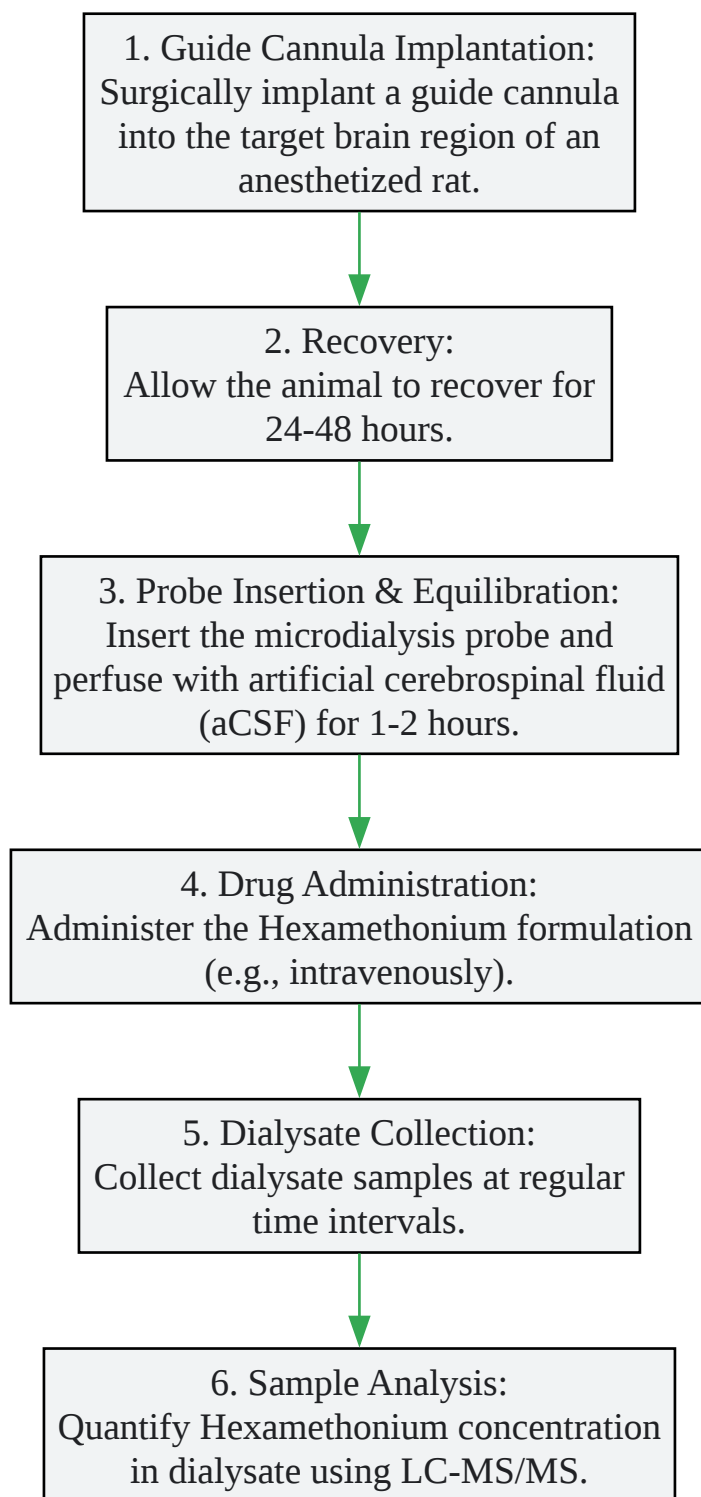 1. Guide Cannula Implantation:
Surgically implant a guide cannula
into the target brain region of an
anesthetized rat.
2. Recovery:
Allow the animal to recover for
24-48 hours.
3. Probe Insertion & Equilibration:
Insert the microdialysis probe and
perfuse with artificial cerebrospinal fluid
(aCSF) for 1-2 hours.
4. Drug Administration:
Administer the Hexamethonium formulation
(e.g., intravenously).
5. Dialysate Collection:
Collect dialysate samples at regular
time intervals.
6. Sample Analysis:
Quantify Hexamethonium concentration
in dialysate using LC-MS/MS.